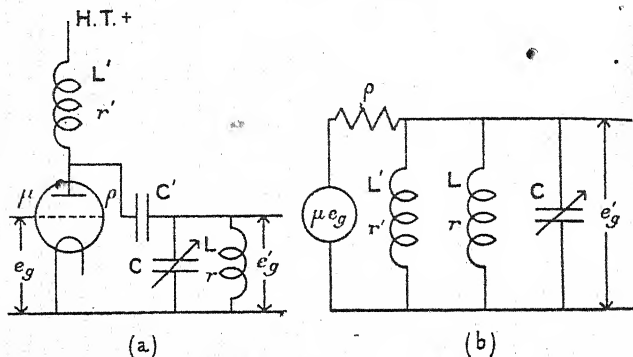 H.T.+
L'
r'
μ
ρ
C'
e_g
C
L
r
e'_g
(a)
ρ
μe_g
L'
r'
L
r
C
e'_g
(b)